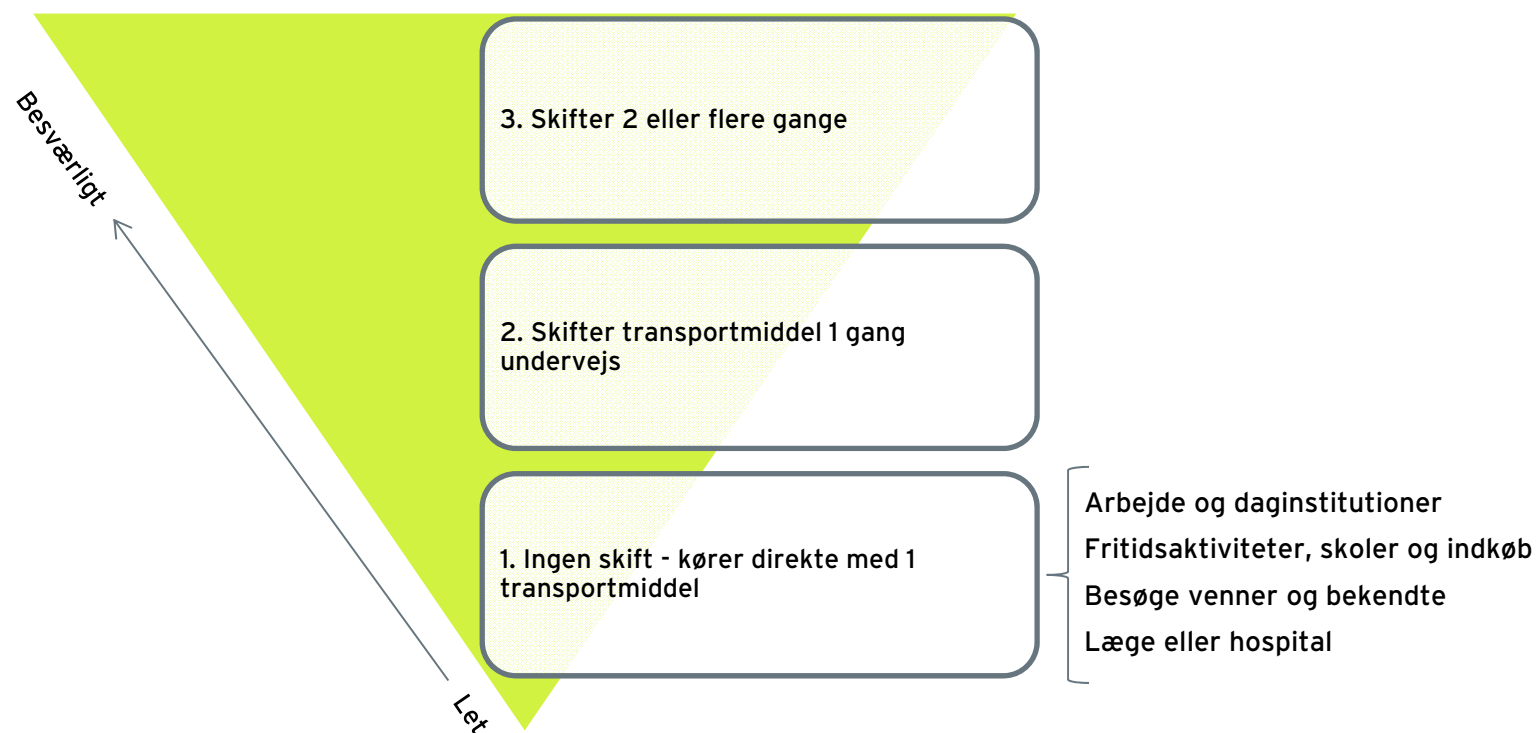 Besværligt
3. Skifter 2 eller flere gange
2. Skifter transportmiddel 1 gang
undervejs
1. Ingen skift - kører direkte med 1
transportmiddel
Arbejde og daginstitutioner
Fritidsaktiviteter, skoler og indkøb
Besøge venner og bekendte
Læge eller hospital
Let